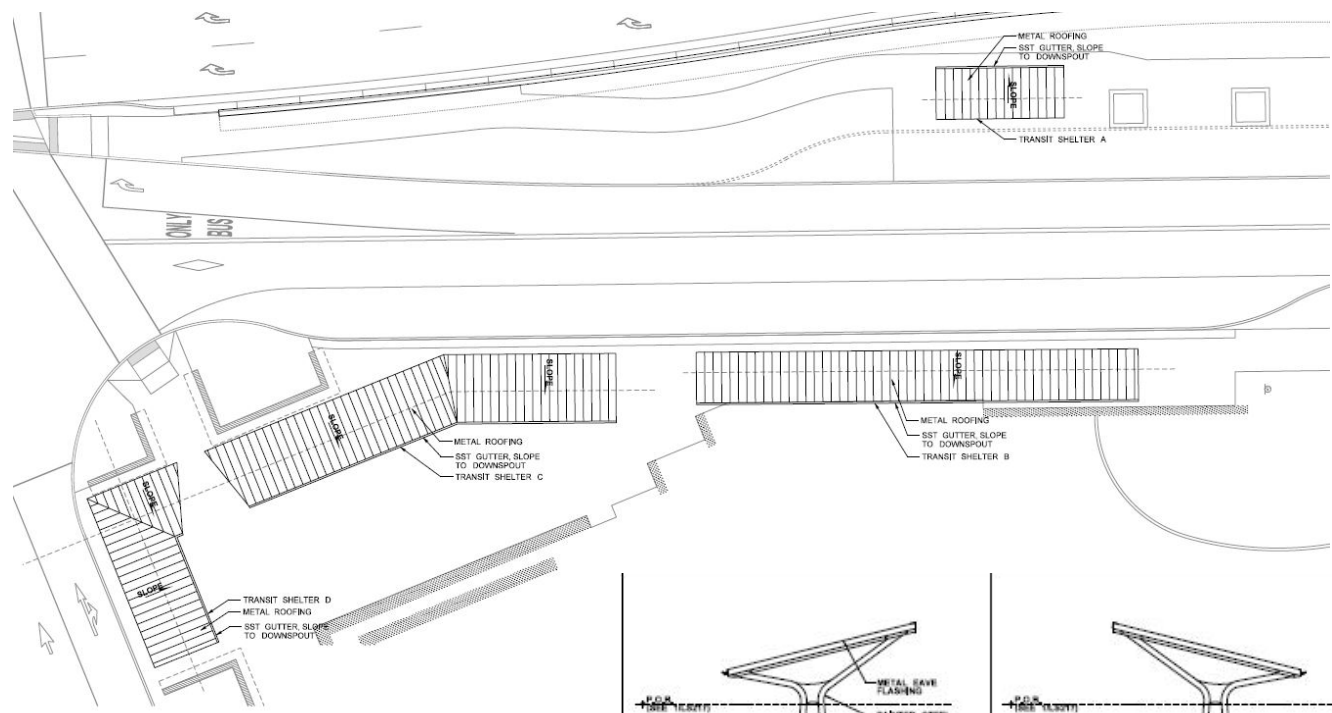 METAL ROOFING
SST GUTTER, SLOPE
TO DOWNSPOUT
SLOPE
TRANSIT SHELTER A
ONLY
BUS
SLOPE
SLOPE
METAL ROOFING
SST GUTTER, SLOPE
TO DOWNSPOUT
TRANSIT SHELTER B
SLOPE
METAL ROOFING
SST GUTTER, SLOPE
TO DOWNSPOUT
TRANSIT SHELTER C
SLOPE
SLOPE
TRANSIT SHELTER D
METAL ROOFING
SST GUTTER, SLOPE
TO DOWNSPOUT
METAL EAVE
FLASHING
P.O.B.
(SEE
P.O.B.
(SEE